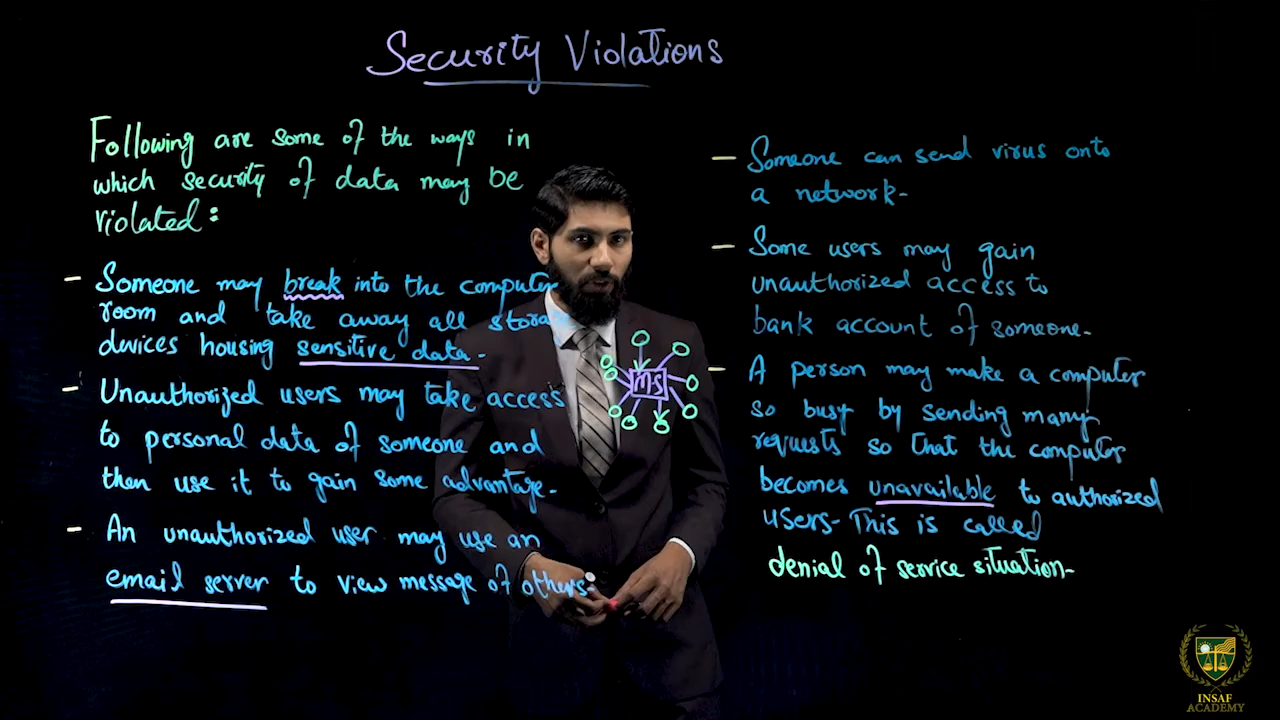 Security Violations
Following are some of the ways in
which security of data may be
violated:
- Someone may break into the computer
room and take away all stora
devices housing sensitive data.
- Unauthorized users may take access
to personal data of someone and
then use it to gain some advantage.
- An unauthorized user may use an
email server to view message of others.
MS
- Someone can send virus onto
a network.
- Some users may gain
unauthorized access to
bank account of someone.
- A person may make a computer
so busy by sending many
requests so that the computer
becomes unavailable to authorized
users. This is called
denial of service situation.
INSAF
ACADEMY